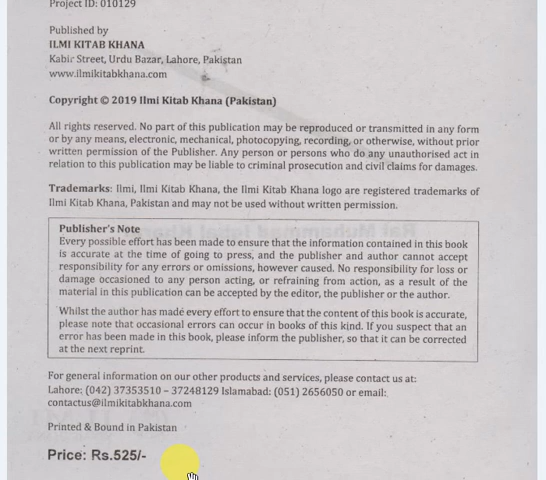 Project ID: 010129
Published by
ILMI KITAB KHANA
Kabir Street, Urdu Bazar, Lahore, Pakistan
www.ilmikitabkhana.com
Copyright © 2019 Ilmi Kitab Khana (Pakistan)
All rights reserved. No part of this publication may be reproduced or transmitted in any form
or by any means, electronic, mechanical, photocopying, recording, or otherwise, without prior
written permission of the Publisher. Any person or persons who do any unauthorised act in
relation to this publication may be liable to criminal prosecution and civil claims for damages.
Trademarks: Ilmi, Ilmi Kitab Khana, the Ilmi Kitab Khana logo are registered trademarks of
Ilmi Kitab Khana, Pakistan and may not be used without written permission.
Publisher's Note
Every possible effort has been made to ensure that the information contained in this book
is accurate at the time of going to press, and the publisher and author cannot accept
responsibility for any errors or omissions, however caused. No responsibility for loss or
damage occasioned to any person acting, or refraining from action, as a result of the
material in this publication can be accepted by the editor, the publisher or the author.
Whilst the author has made every effort to ensure that the content of this book is accurate,
please note that occasional errors can occur in books of this kind. If you suspect that an
error has been made in this book, please inform the publisher, so that it can be corrected
at the next reprint.
For general information on our other products and services, please contact us at:
Lahore: (042) 37353510 – 37248129 Islamabad: (051) 2656050 or email:
contactus@ilmikitabkhana.com
Printed & Bound in Pakistan
Price: Rs.525/-